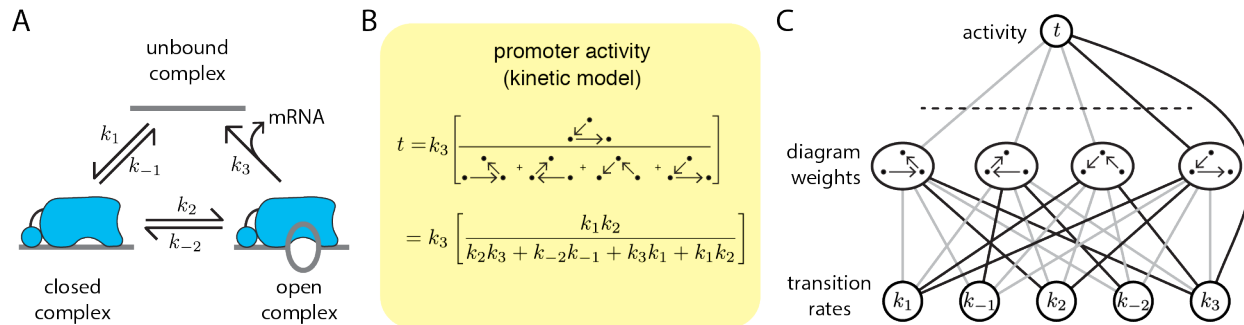 A
unbound
complex
mRNA
k₁
k₋₁
k₃
k₂
k₋₂
closed
complex
open
complex
B
promoter activity
(kinetic model)
t = k₃ [ + + + ]
= k₃ [ k₁k₂ / k₂k₃ + k₋₂k₋₁ + k₃k₁ + k₁k₂ ]
C
activity t
diagram
weights
transition
rates
k₁ k₋₁ k₂ k₋₂ k₃